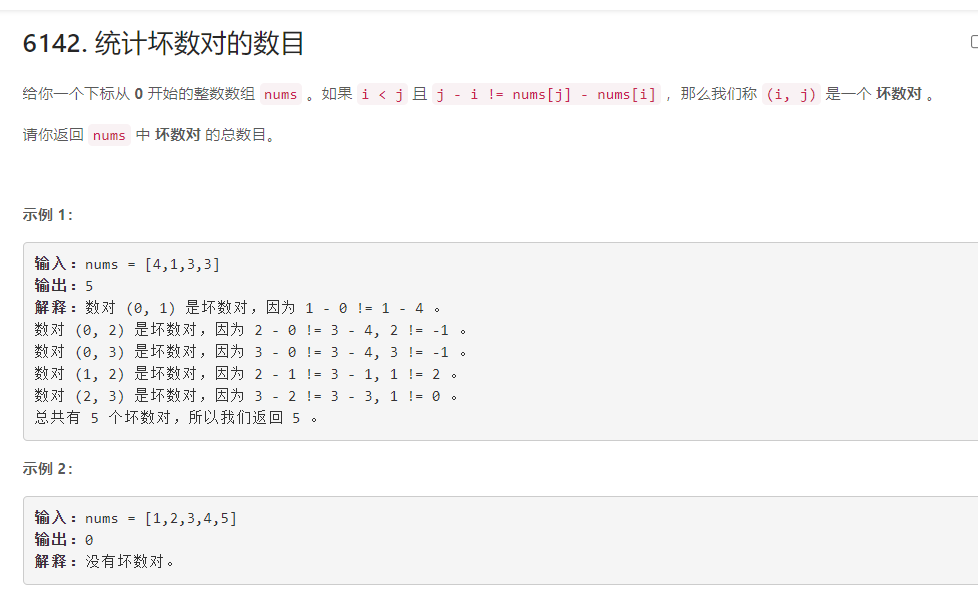 6142. 统计坏数对的数目
给你一个下标从 0 开始的整数数组 nums 。如果 i < j 且 j - i != nums[j] - nums[i] ，那么我们称 (i, j) 是一个 坏数对 。
请你返回 nums 中 坏数对 的总数目。
示例 1：
输入：nums = [4,1,3,3]
输出：5
解释：数对 (0, 1) 是坏数对，因为 1 - 0 != 1 - 4 。
数对 (0, 2) 是坏数对，因为 2 - 0 != 3 - 4, 2 != -1 。
数对 (0, 3) 是坏数对，因为 3 - 0 != 3 - 4, 3 != -1 。
数对 (1, 2) 是坏数对，因为 2 - 1 != 3 - 1, 1 != 2 。
数对 (2, 3) 是坏数对，因为 3 - 2 != 3 - 3, 1 != 0 。
总共有 5 个坏数对，所以我们返回 5 。
示例 2：
输入：nums = [1,2,3,4,5]
输出：0
解释：没有坏数对。